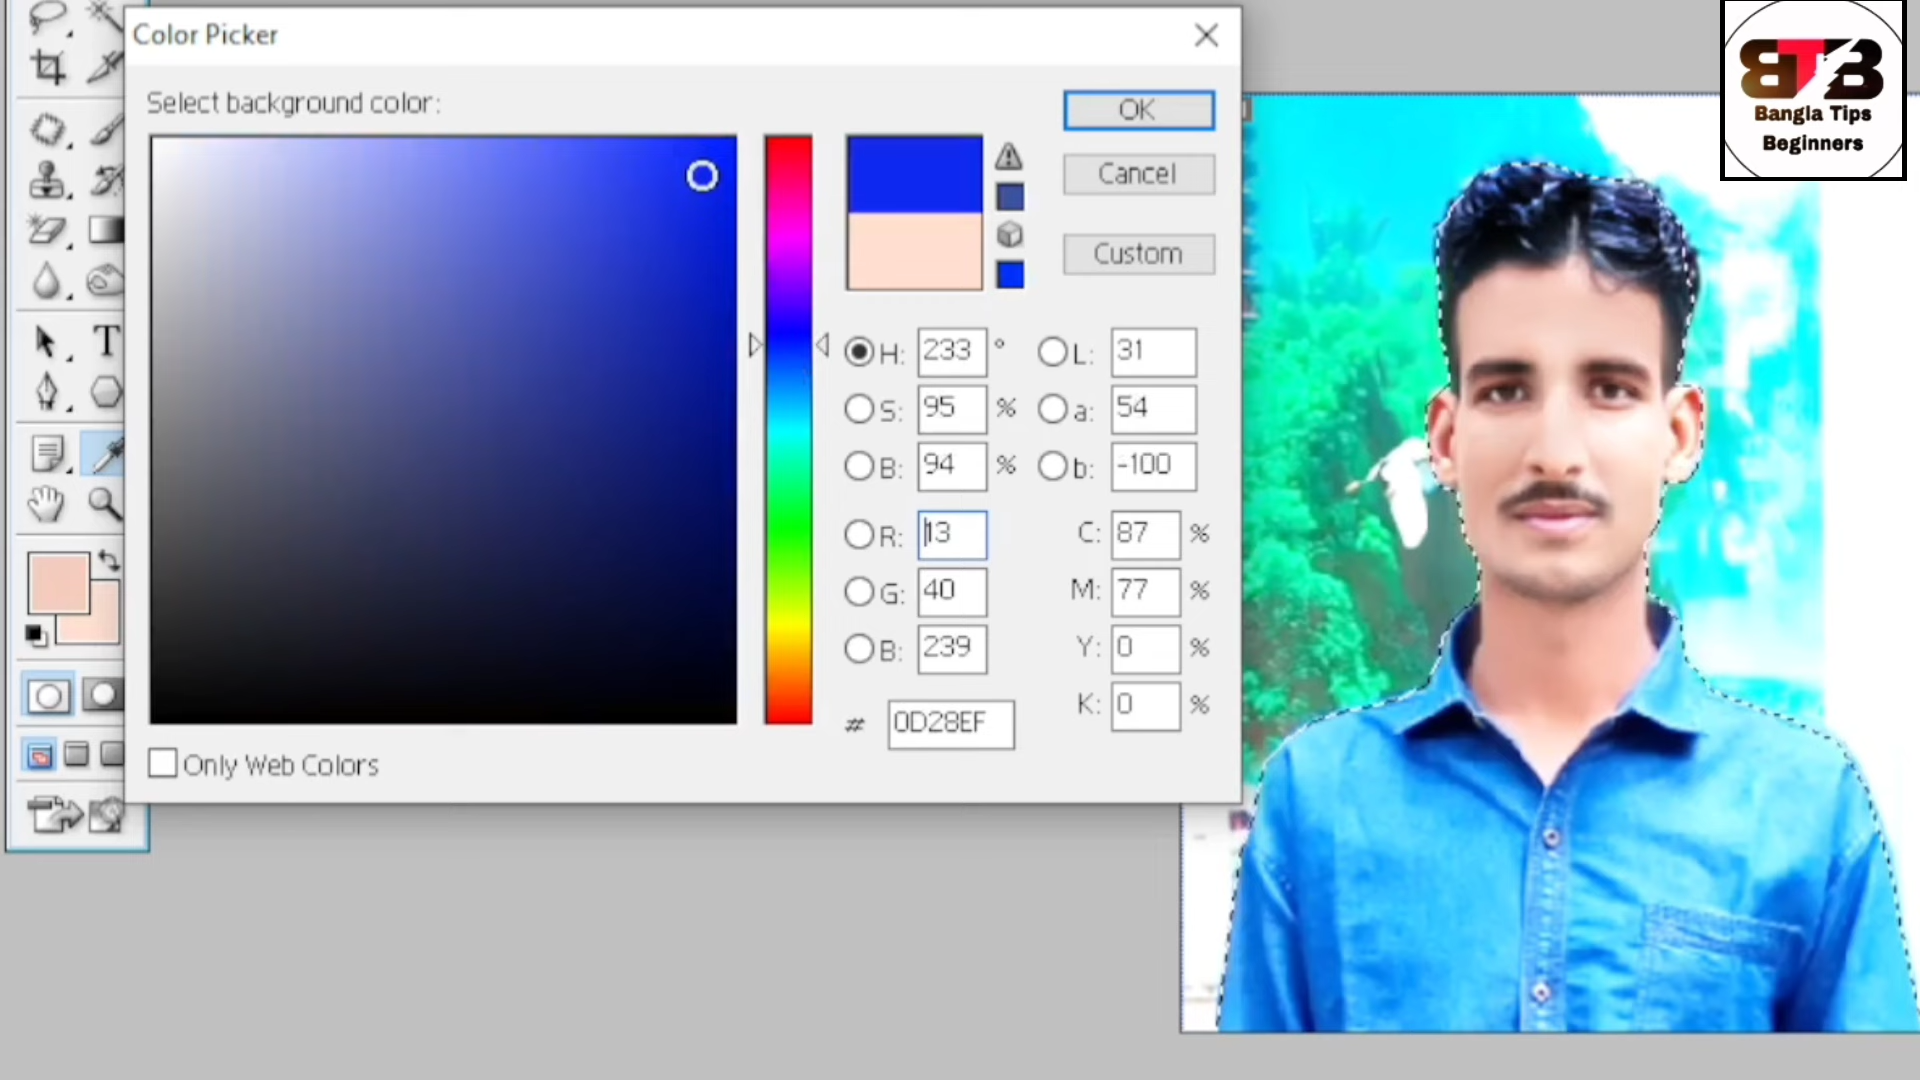 Color Picker
Select background color:
OK
Cancel
Custom
H: 233 °
S: 95 %
B: 94 %
R: 13
G: 40
B: 239
# 0D28EF
L: 31
a: 54
b: -100
C: 87 %
M: 77 %
Y: 0 %
K: 0 %
Only Web Colors
T
BTB
Bangla Tips
Beginners